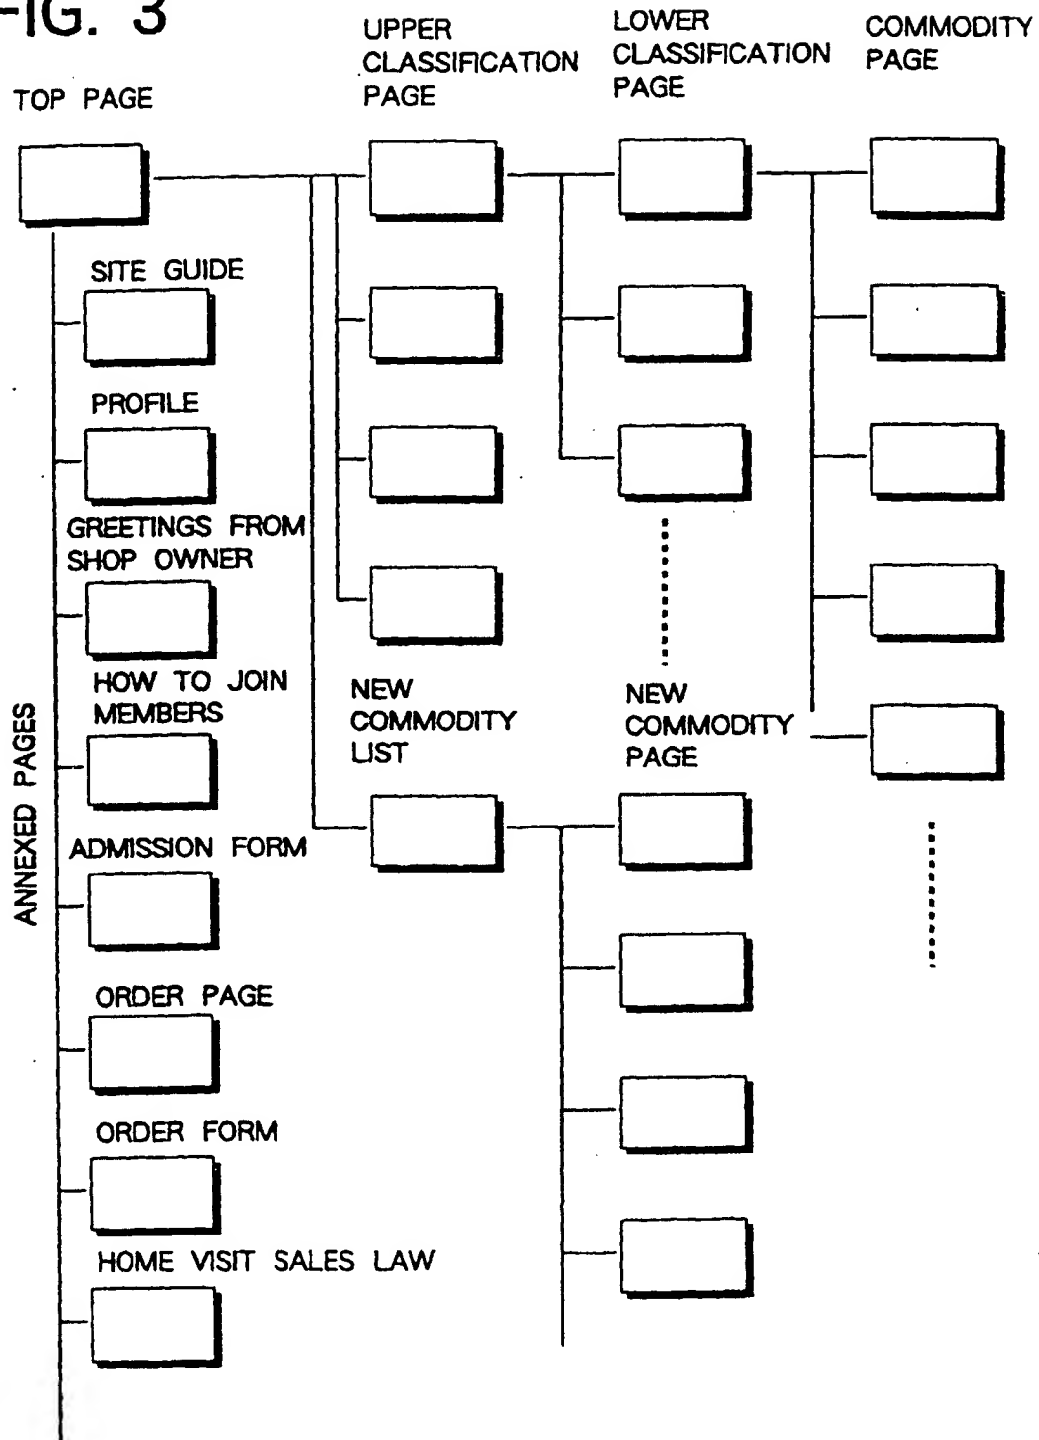 FIG. 3
TOP PAGE
UPPER
CLASSIFICATION
PAGE
LOWER
CLASSIFICATION
PAGE
COMMODITY
PAGE
SITE GUIDE
PROFILE
GREETINGS FROM
SHOP OWNER
HOW TO JOIN
MEMBERS
ADMISSION FORM
ORDER PAGE
ORDER FORM
HOME VISIT SALES LAW
ANNEXED PAGES
NEW
COMMODITY
LIST
NEW
COMMODITY
PAGE